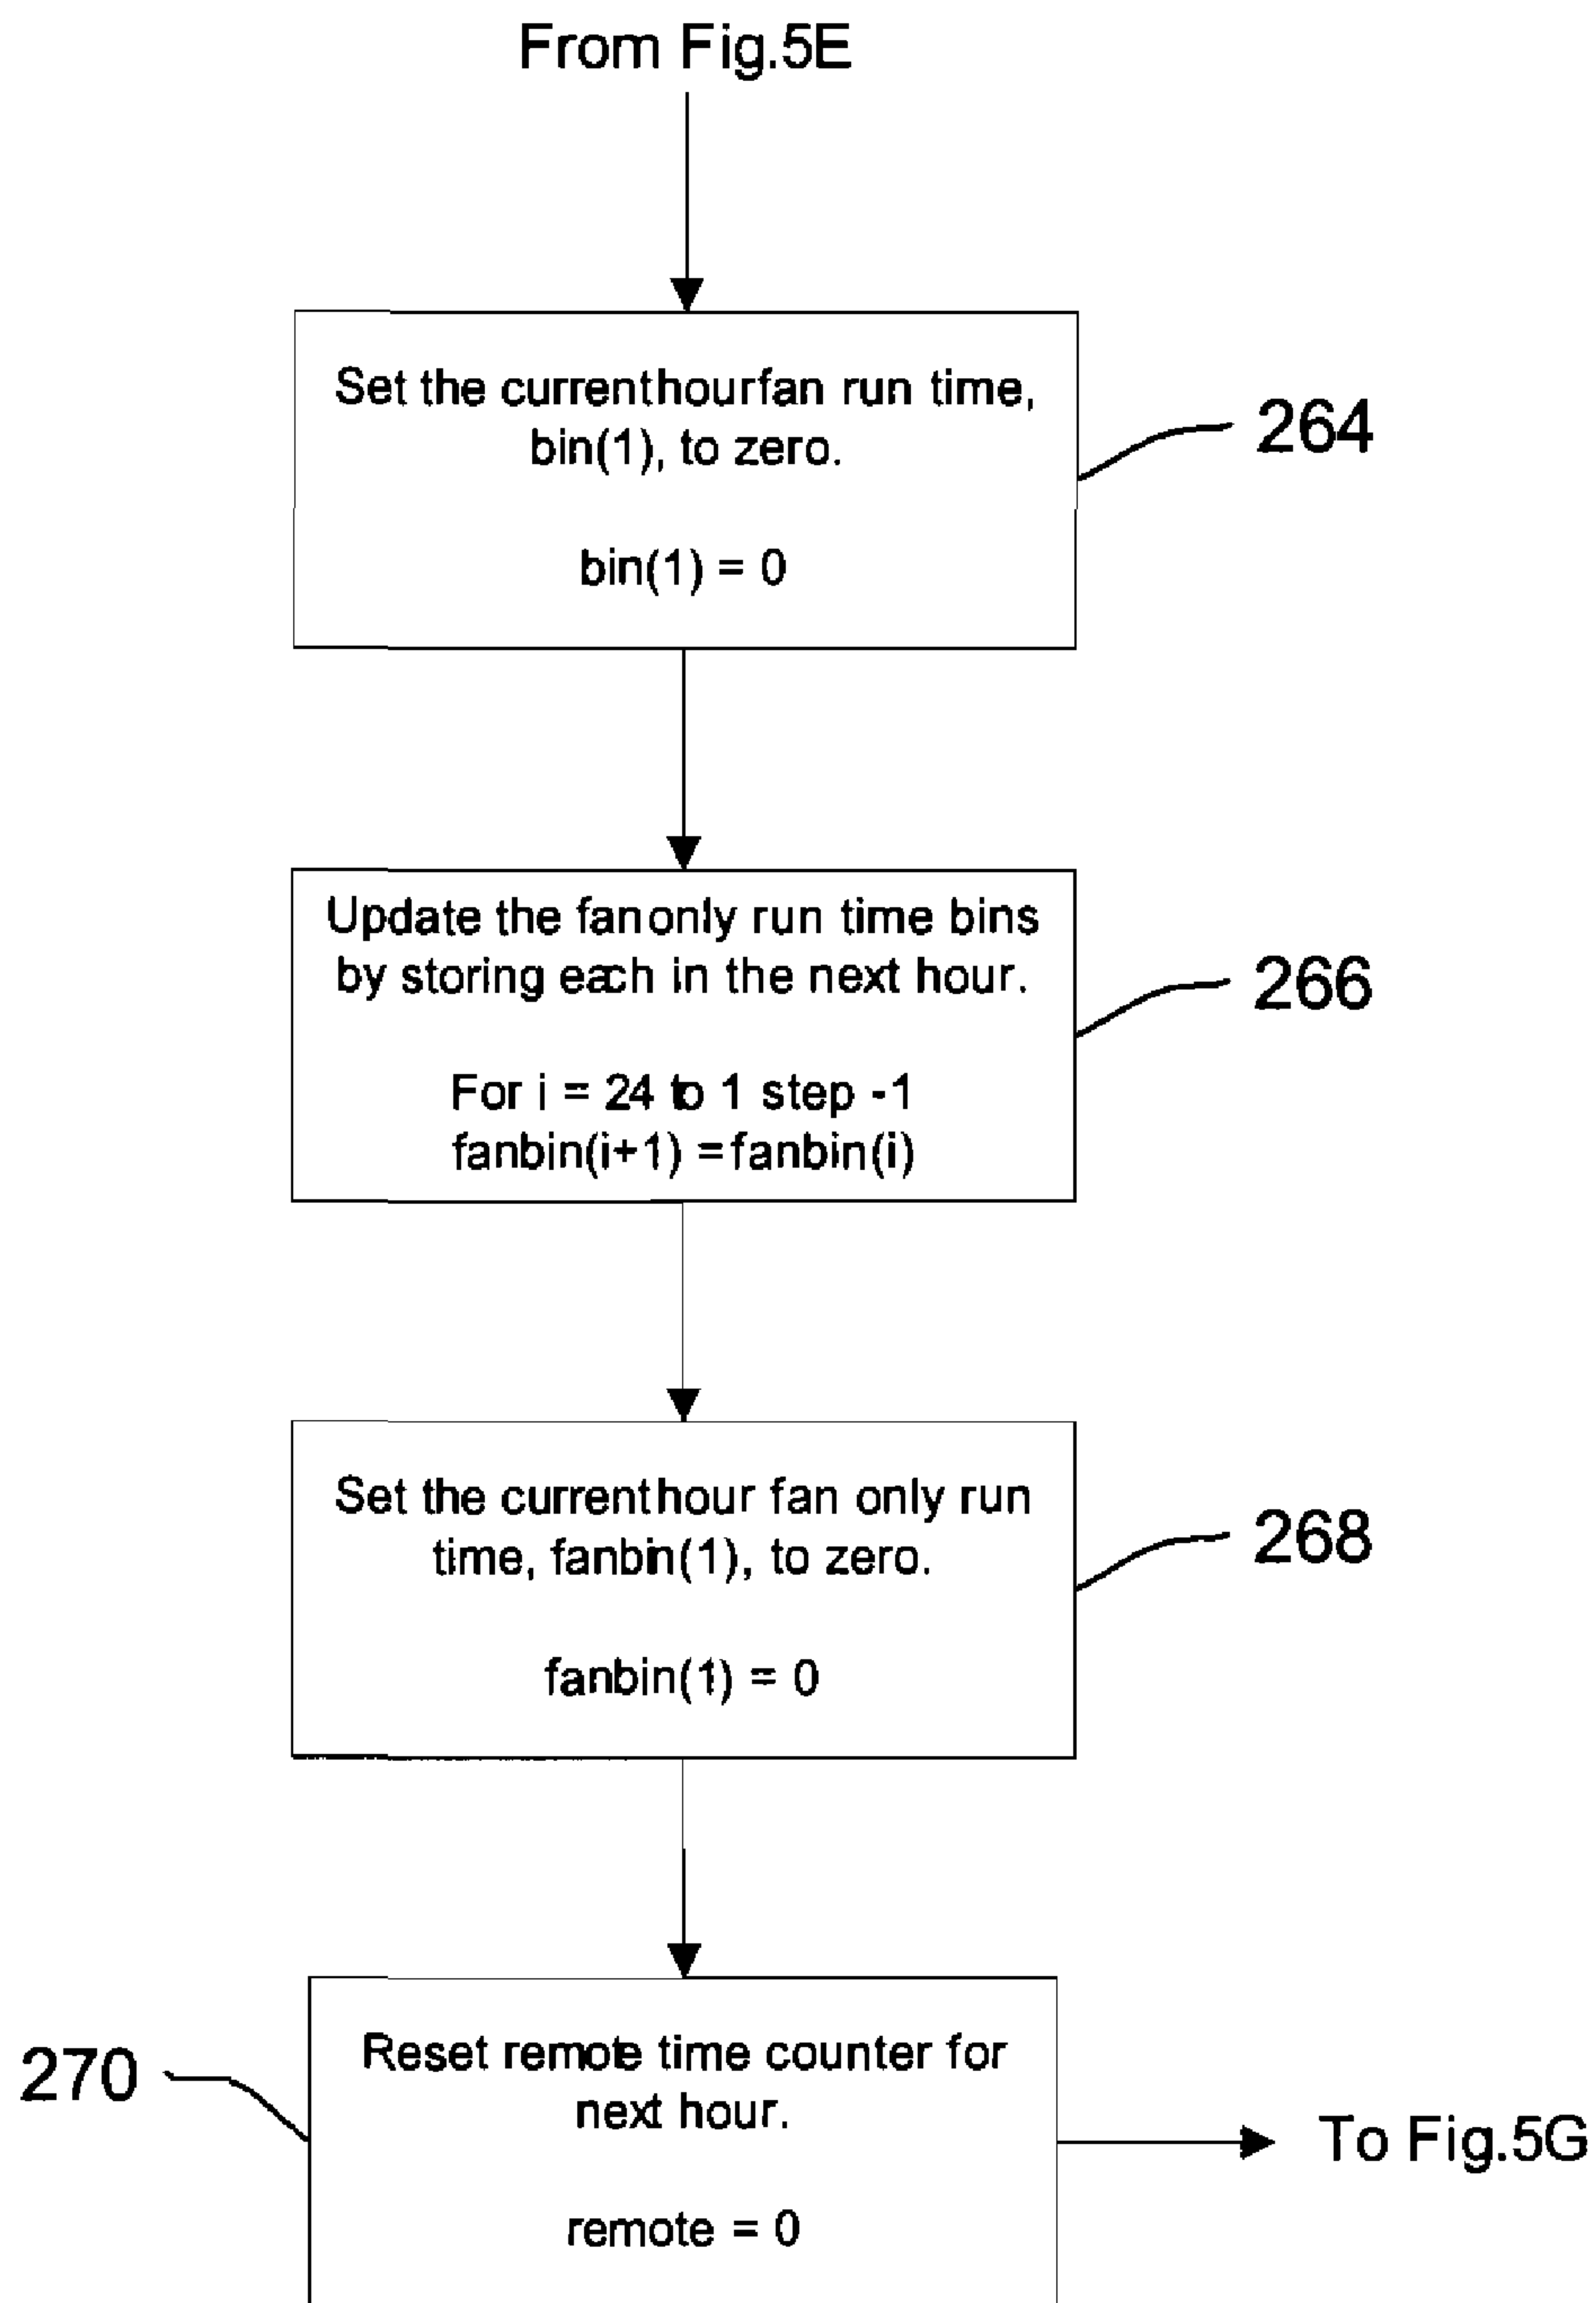 From Fig.5E
Set the currenthourfan run time,
bin(1), to zero.
bin(1) = 0
264
Update the fanonly run time bins
by storing each in the next hour.
For i = 24 to 1 step -1
fanbin(i+1) =fanbin(i)
266
Set the currenthour fan only run
time, fanbin(1), to zero.
fanbin(1) = 0
268
270
Reset remote time counter for
next hour.
remote = 0
To Fig.5G